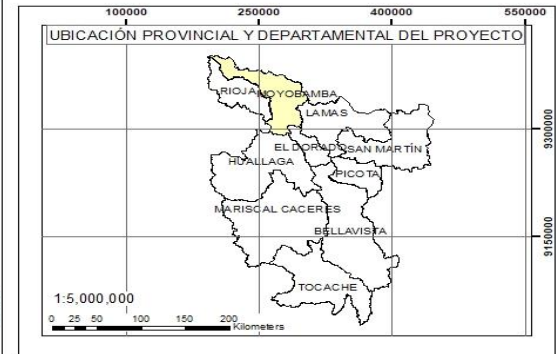 100000 250000 400000 550000
UBICACIÓN PROVINCIAL Y DEPARTAMENTAL DEL PROYECTO
RIOJA
MOYOBAMBA
LAMAS
9300000
EL DORADO
SAN MARTÍN
HUALLAGA
PICOTA
MARISCAL CACERES
BELLAVISTA
9150000
TOCACHE
1:5,000,000
0 25 50 100 150 200
Kilometers